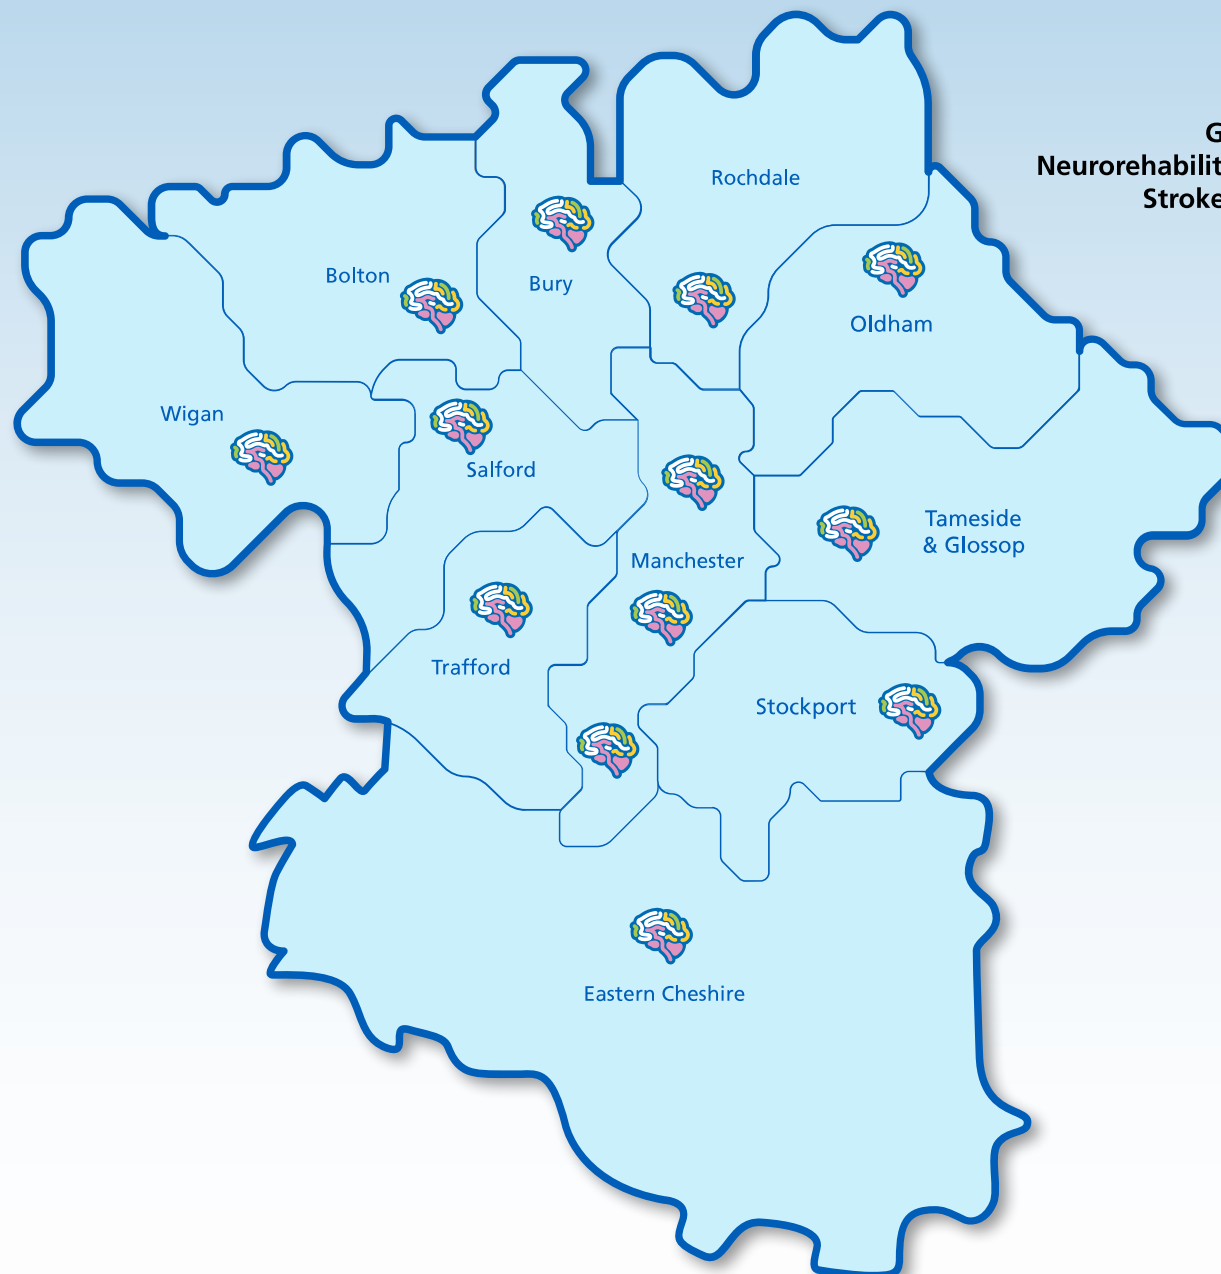 G
Neurorehabilit
Stroke
Rochdale
Bolton
Bury
Oldham
Wigan
Salford
Tameside
& Glossop
Manchester
Trafford
Stockport
Eastern Cheshire